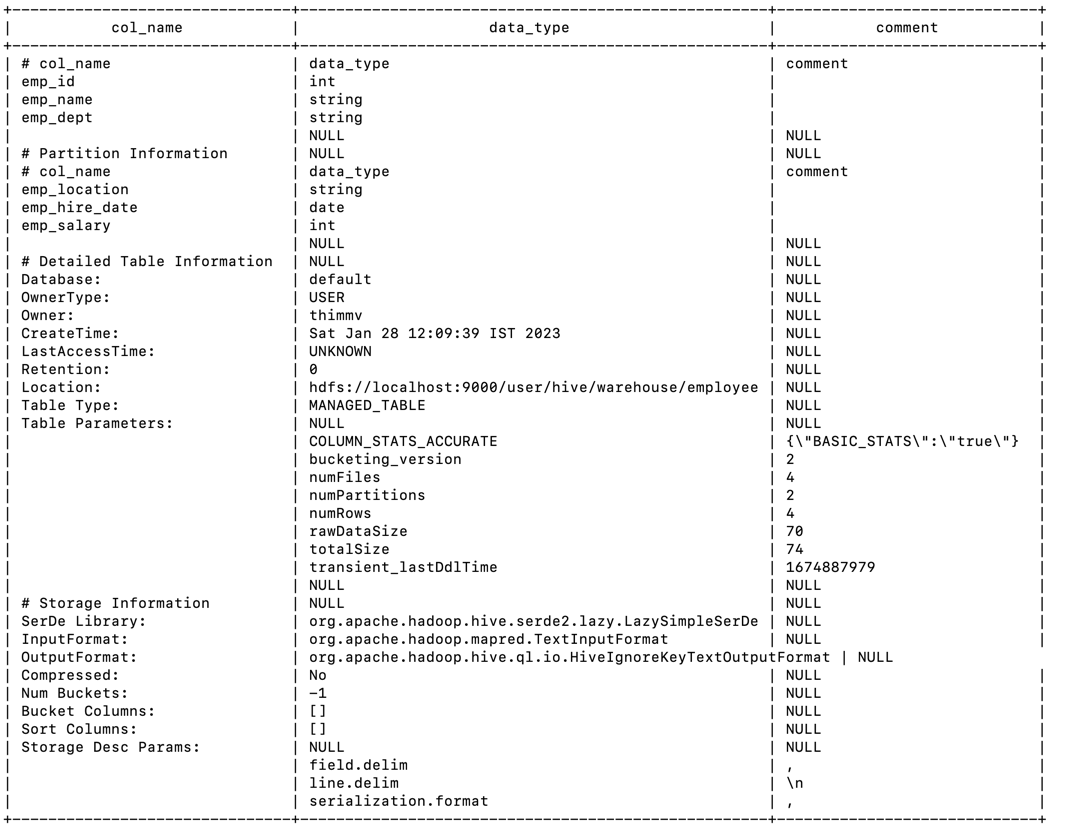 +-------------------------------+----------------------------------------------------+-----------------------------+
|           col_name            |                     data_type                      |           comment           |
+-------------------------------+----------------------------------------------------+-----------------------------+
| # col_name                    | data_type                                          | comment                     |
| emp_id                        | int                                                |                             |
| emp_name                      | string                                             |                             |
| emp_dept                      | string                                             |                             |
|                               | NULL                                               | NULL                        |
| # Partition Information       | NULL                                               | NULL                        |
| # col_name                    | data_type                                          | comment                     |
| emp_location                  | string                                             |                             |
| emp_hire_date                 | date                                               |                             |
| emp_salary                    | int                                                |                             |
|                               | NULL                                               | NULL                        |
| # Detailed Table Information  | NULL                                               | NULL                        |
| Database:                     | default                                            | NULL                        |
| OwnerType:                    | USER                                               | NULL                        |
| Owner:                        | thimmv                                             | NULL                        |
| CreateTime:                   | Sat Jan 28 12:09:39 IST 2023                       | NULL                        |
| LastAccessTime:               | UNKNOWN                                            | NULL                        |
| Retention:                    | 0                                                  | NULL                        |
| Location:                     | hdfs://localhost:9000/user/hive/warehouse/employee | NULL                        |
| Table Type:                   | MANAGED_TABLE                                      | NULL                        |
| Table Parameters:             | NULL                                               | NULL                        |
|                               | COLUMN_STATS_ACCURATE                              | {\"BASIC_STATS\":\"true\"}  |
|                               | bucketing_version                                  | 2                           |
|                               | numFiles                                           | 4                           |
|                               | numPartitions                                      | 2                           |
|                               | numRows                                            | 4                           |
|                               | rawDataSize                                        | 70                          |
|                               | totalSize                                          | 74                          |
|                               | transient_lastDdlTime                              | 1674887979                  |
|                               | NULL                                               | NULL                        |
| # Storage Information         | NULL                                               | NULL                        |
| SerDe Library:                | org.apache.hadoop.hive.serde2.lazy.LazySimpleSerDe | NULL                        |
| InputFormat:                  | org.apache.hadoop.mapred.TextInputFormat           | NULL                        |
| OutputFormat:                 | org.apache.hadoop.hive.ql.io.HiveIgnoreKeyTextOutputFormat | NULL
| Compressed:                   | No                                                 | NULL                        |
| Num Buckets:                  | -1                                                 | NULL                        |
| Bucket Columns:               | []                                                 | NULL                        |
| Sort Columns:                 | []                                                 | NULL                        |
| Storage Desc Params:          | NULL                                               | NULL                        |
|                               | field.delim                                        | ,                           |
|                               | line.delim                                         | \n                          |
|                               | serialization.format                               | ,                           |
+-------------------------------+----------------------------------------------------+-----------------------------+